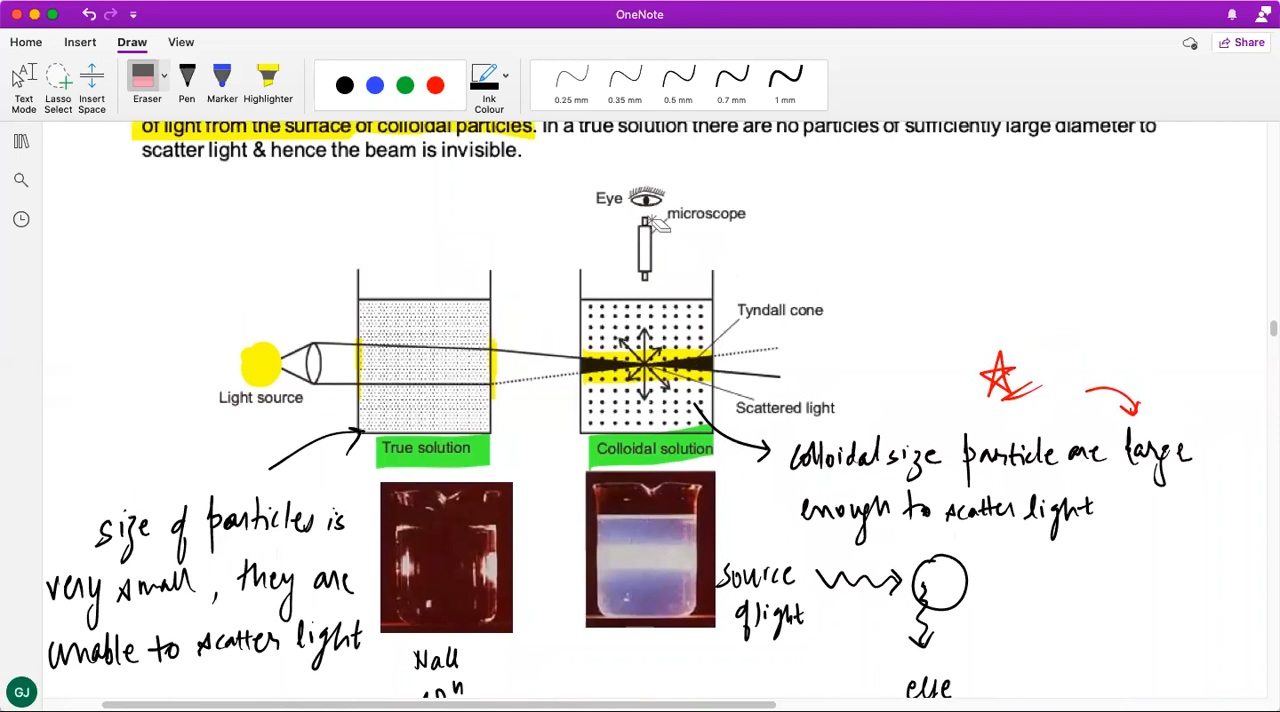 OneNote
Home Insert Draw View
Share
Text Mode
Lasso Select
Insert Space
Eraser
Pen
Marker
Highlighter
Ink Colour
0.25 mm
0.35 mm
0.5 mm
0.7 mm
1 mm
of light from the surface of colloidal particles. In a true solution there are no particles of sufficiently large diameter to
scatter light & hence the beam is invisible.
Eye
microscope
Tyndall cone
Light source
Scattered light
True solution
Colloidal solution
colloidal size particle are large
enough to scatter light
size of particles is
very small, they are
unable to scatter light
source
of light
NaCl
eye
GJ